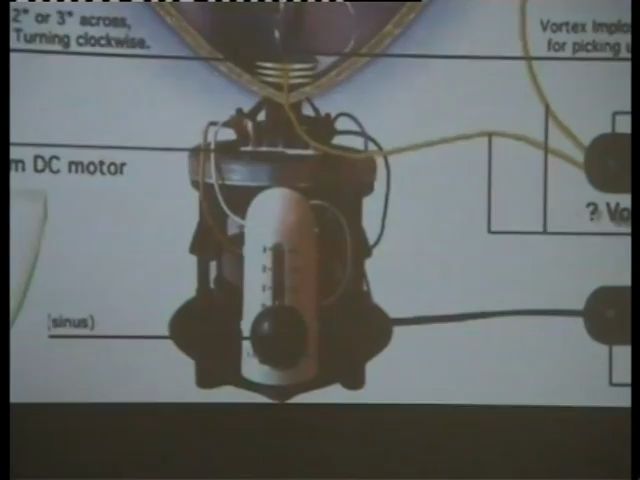 2" or 3" across,
Turning clockwise.
Vortex Implo
for picking u
m DC motor
? Vo
(sinus)